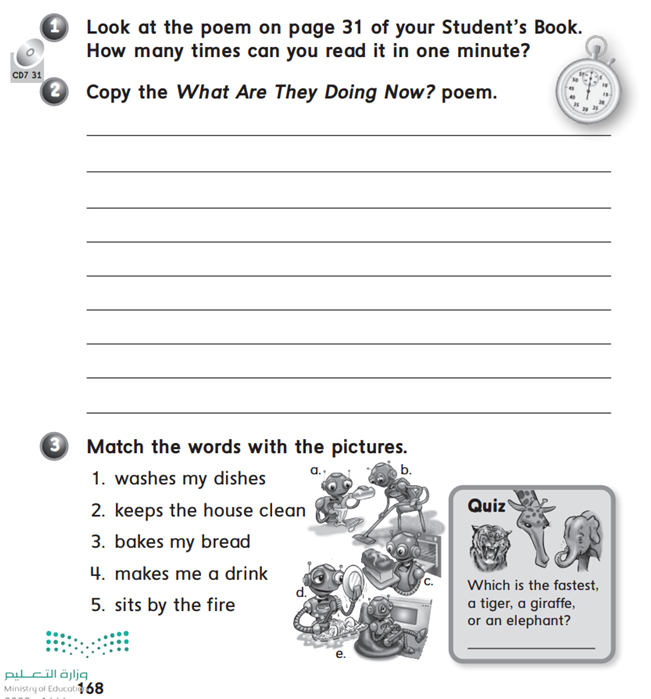 1 Look at the poem on page 31 of your Student's Book.
How many times can you read it in one minute?
CD7 31
2 Copy the What Are They Doing Now? poem.
3 Match the words with the pictures.
1. washes my dishes
2. keeps the house clean
3. bakes my bread
4. makes me a drink
5. sits by the fire
a.
b.
c.
d.
e.
Quiz
Which is the fastest,
a tiger, a giraffe,
or an elephant?
وزارة التعليم
Ministry of Education
168